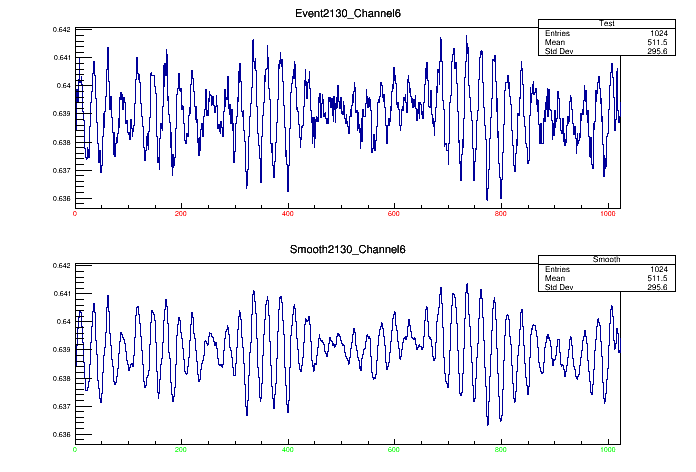 Event2130_Channel6
Test
Entries 1024
Mean 511.5
Std Dev 295.6
0.642
0.641
0.64
0.639
0.638
0.637
0.636
0 200 400 600 800 1000
Smooth2130_Channel6
Smooth
Entries 1024
Mean 511.5
Std Dev 295.6
0.642
0.641
0.64
0.639
0.638
0.637
0.636
0 200 400 600 800 1000